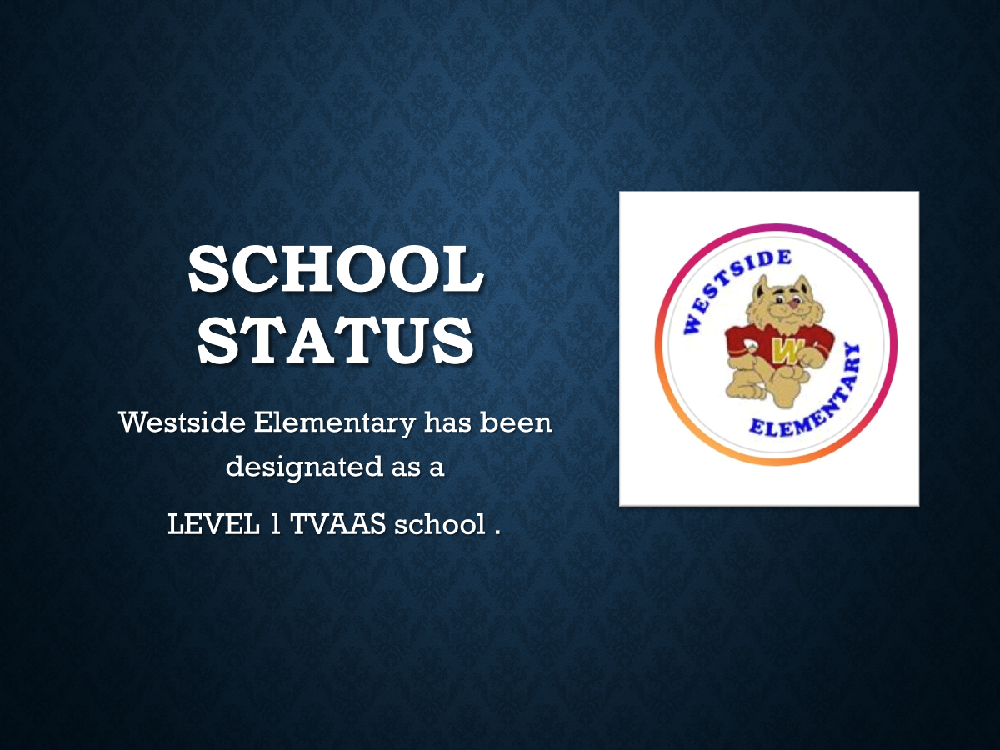 SCHOOL
STATUS
Westside Elementary has been
designated as a
LEVEL 1 TVAAS school .
WESTSIDE
W
ELEMENTARY